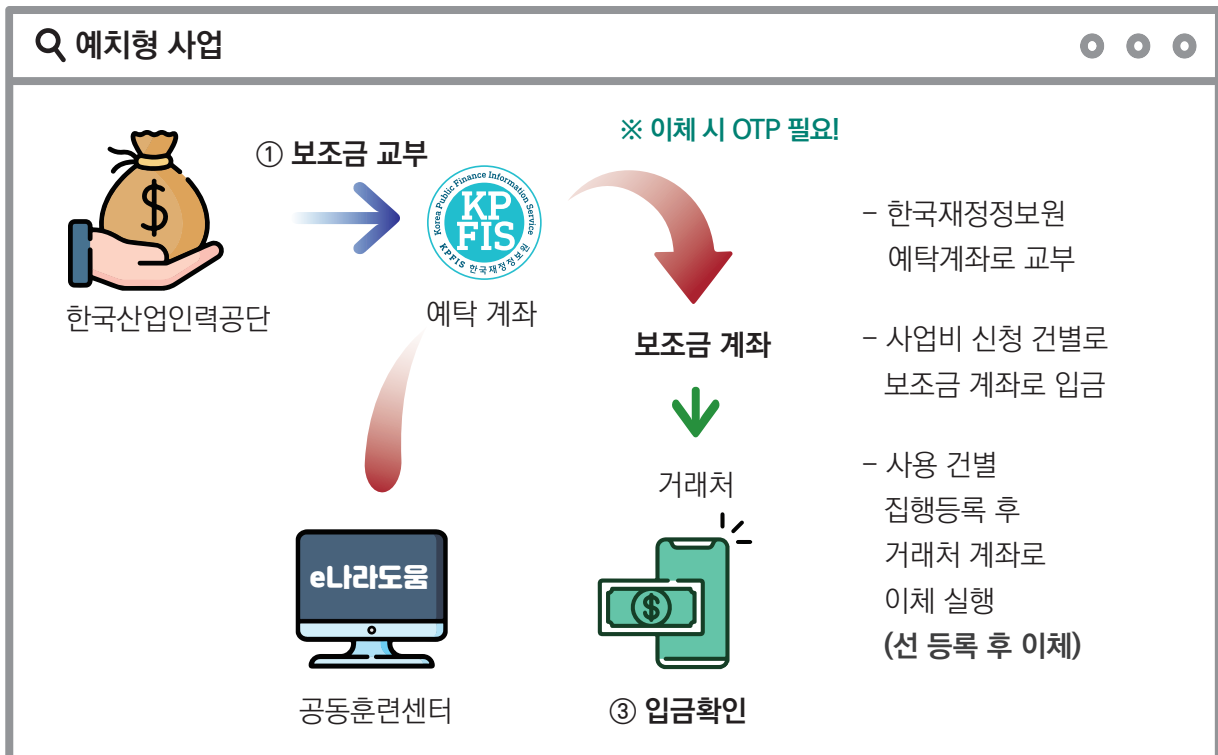 예치형 사업
※ 이체 시 OTP 필요!
① 보조금 교부
Korea Public Finance Information Service
KP
FIS
KPFIS 한국재정정보원
한국산업인력공단
예탁 계좌
보조금 계좌
거래처
e나라도움
공동훈련센터
③ 입금확인
- 한국재정정보원
예탁계좌로 교부
- 사업비 신청 건별로
보조금 계좌로 입금
- 사용 건별
집행등록 후
거래처 계좌로
이체 실행
(선 등록 후 이체)